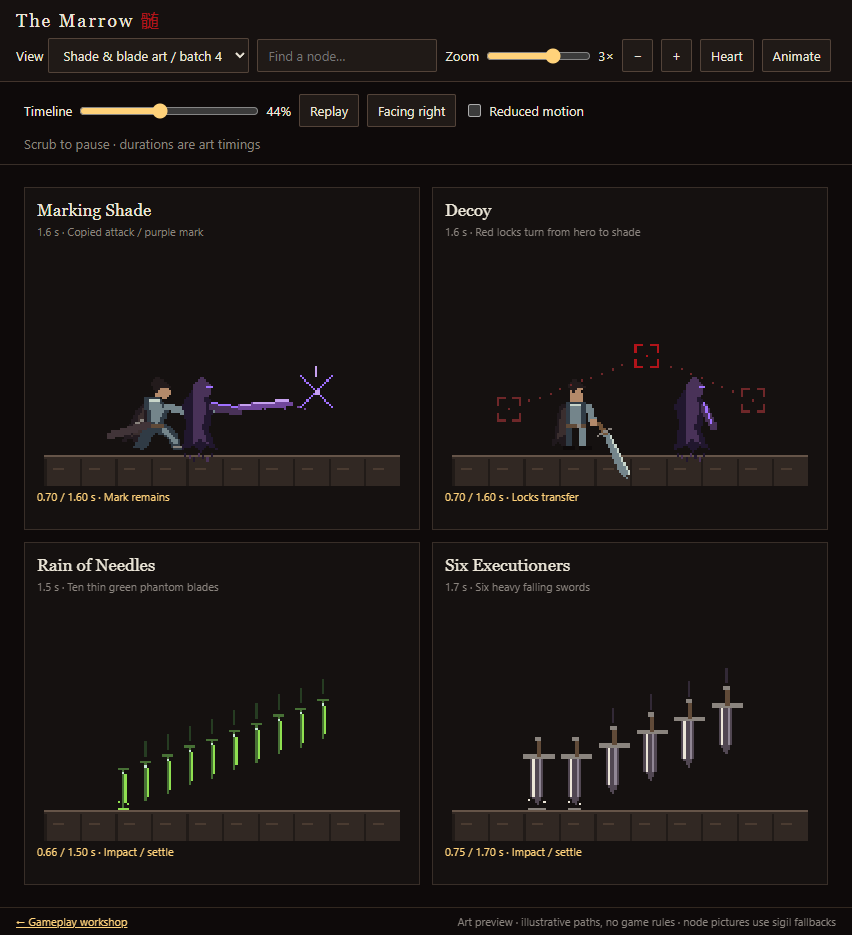 The Marrow 髄
View Shade & blade art / batch 4 Find a node... Zoom 3× − + Heart Animate
Timeline 44% Replay Facing right Reduced motion
Scrub to pause · durations are art timings
Marking Shade
1.6 s · Copied attack / purple mark
0.70 / 1.60 s · Mark remains
Decoy
1.6 s · Red locks turn from hero to shade
0.70 / 1.60 s · Locks transfer
Rain of Needles
1.5 s · Ten thin green phantom blades
0.66 / 1.50 s · Impact / settle
Six Executioners
1.7 s · Six heavy falling swords
0.75 / 1.70 s · Impact / settle
← Gameplay workshop
Art preview · illustrative paths, no game rules · node pictures use sigil fallbacks